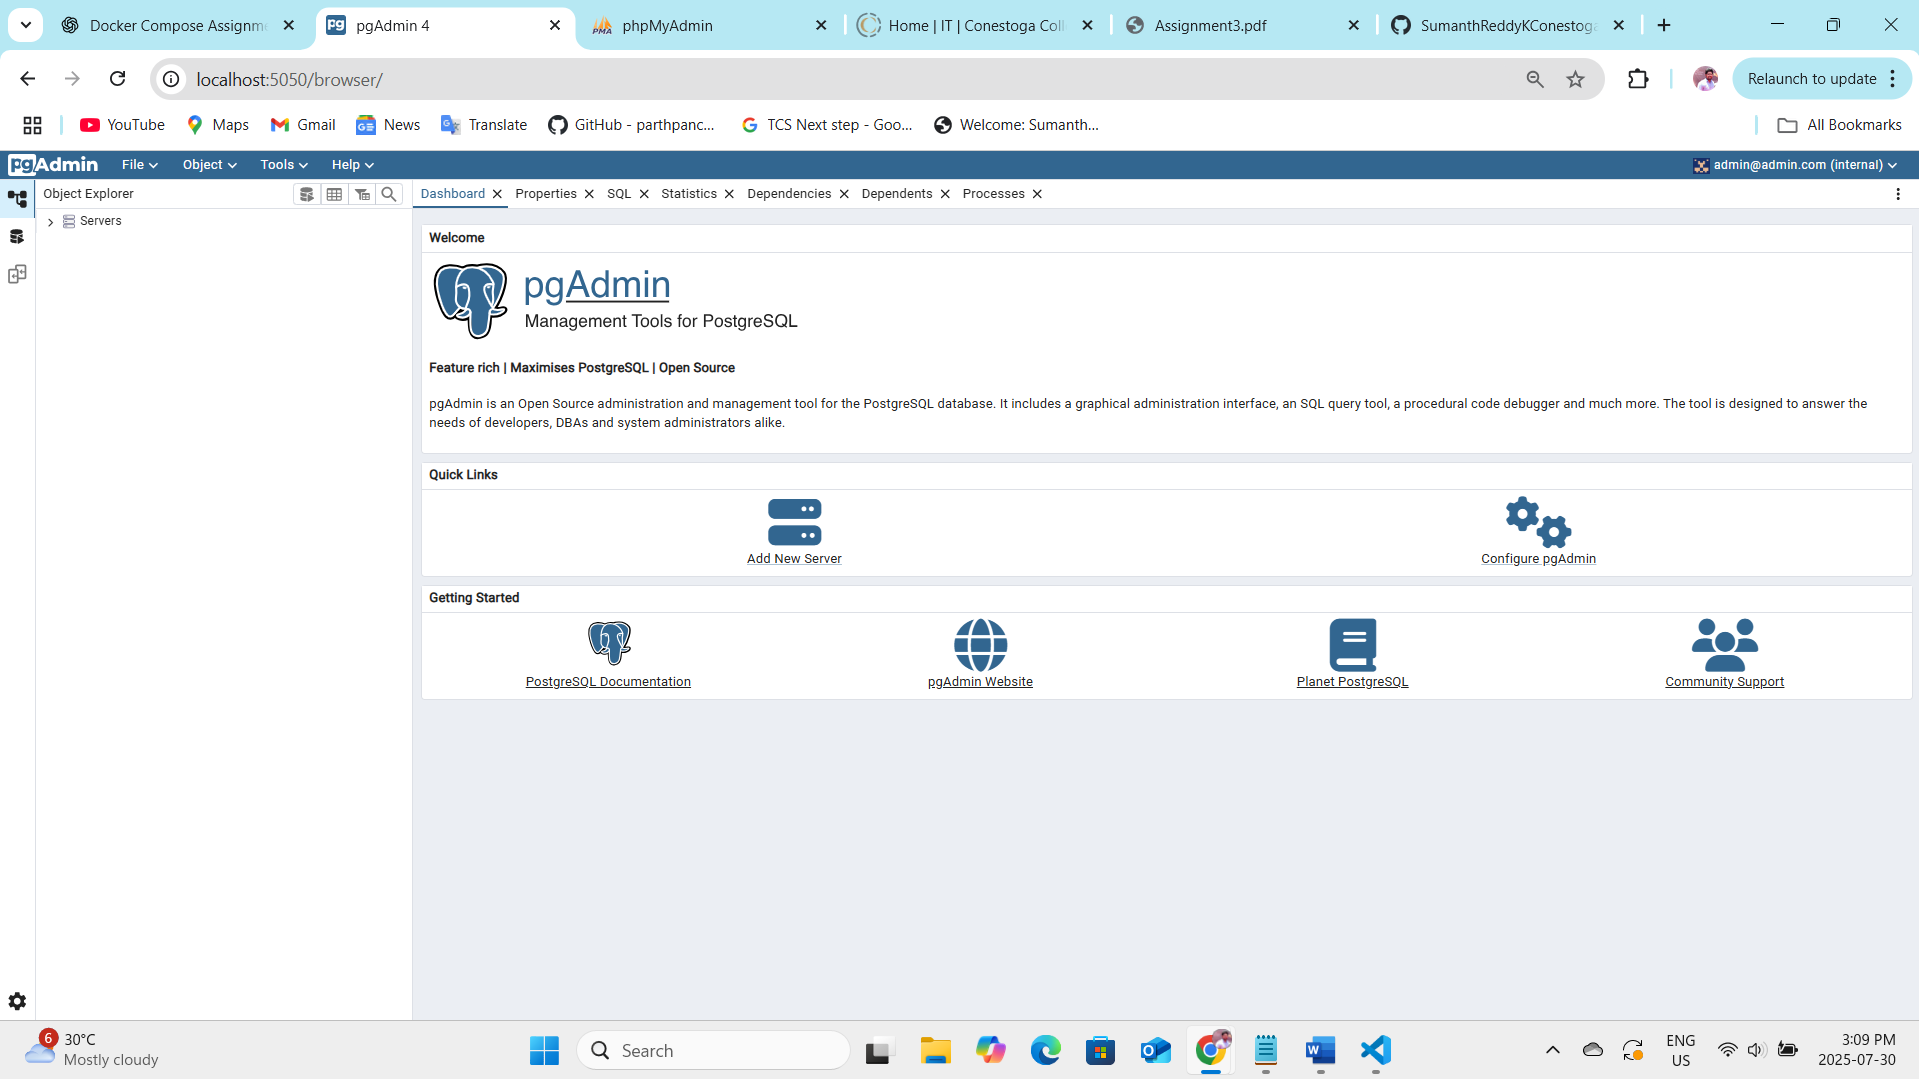 Docker Compose Assignme
pgAdmin 4
phpMyAdmin
Home | IT | Conestoga Coll
Assignment3.pdf
SumanthReddyKConestoga
localhost:5050/browser/
Relaunch to update
YouTube
Maps
Gmail
News
Translate
GitHub - parthpanc...
TCS Next step - Goo...
Welcome: Sumanth...
All Bookmarks
pgAdmin
File
Object
Tools
Help
admin@admin.com (internal)
Object Explorer
Dashboard
Properties
SQL
Statistics
Dependencies
Dependents
Processes
Servers
Welcome
pgAdmin
Management Tools for PostgreSQL
Feature rich | Maximises PostgreSQL | Open Source
pgAdmin is an Open Source administration and management tool for the PostgreSQL database. It includes a graphical administration interface, an SQL query tool, a procedural code debugger and much more. The tool is designed to answer the
needs of developers, DBAs and system administrators alike.
Quick Links
Add New Server
Configure pgAdmin
Getting Started
PostgreSQL Documentation
pgAdmin Website
Planet PostgreSQL
Community Support
6
30°C
Mostly cloudy
Search
ENG
US
3:09 PM
2025-07-30